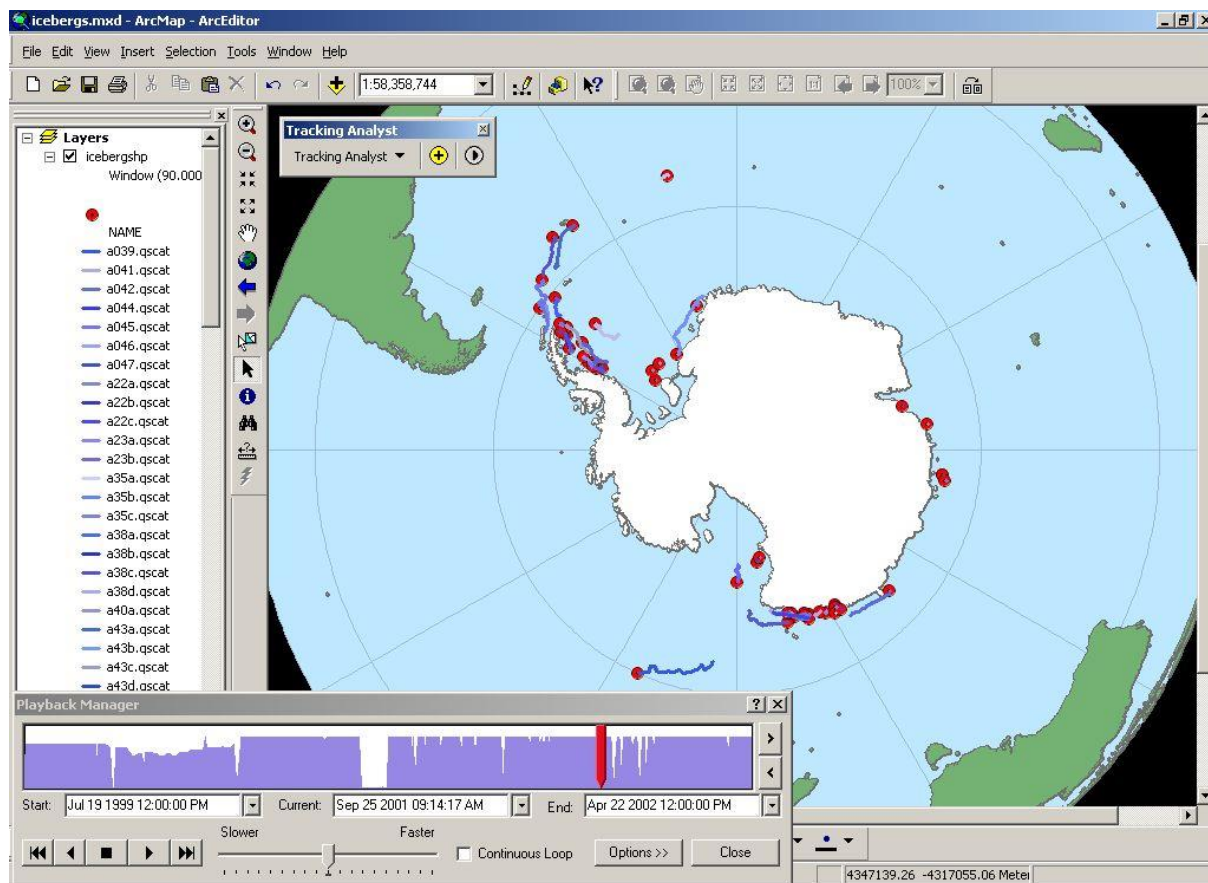 icebergs.mxd - ArcMap - ArcEditor
File Edit View Insert Selection Tools Window Help
1:58,358,744
100%
Layers
icebergshp
Window (90.000
NAME
a039.qscat
a041.qscat
a042.qscat
a044.qscat
a045.qscat
a046.qscat
a047.qscat
a22a.qscat
a22b.qscat
a22c.qscat
a23a.qscat
a23b.qscat
a35a.qscat
a35b.qscat
a35c.qscat
a38a.qscat
a38b.qscat
a38c.qscat
a38d.qscat
a40a.qscat
a43a.qscat
a43b.qscat
a43c.qscat
a43d.qscat
Tracking Analyst
Tracking Analyst
Playback Manager
Start: Jul 19 1999 12:00:00 PM Current: Sep 25 2001 09:14:17 AM End: Apr 22 2002 12:00:00 PM
Slower Faster
Continuous Loop Options >> Close
4347139.26 -4317055.06 Meter